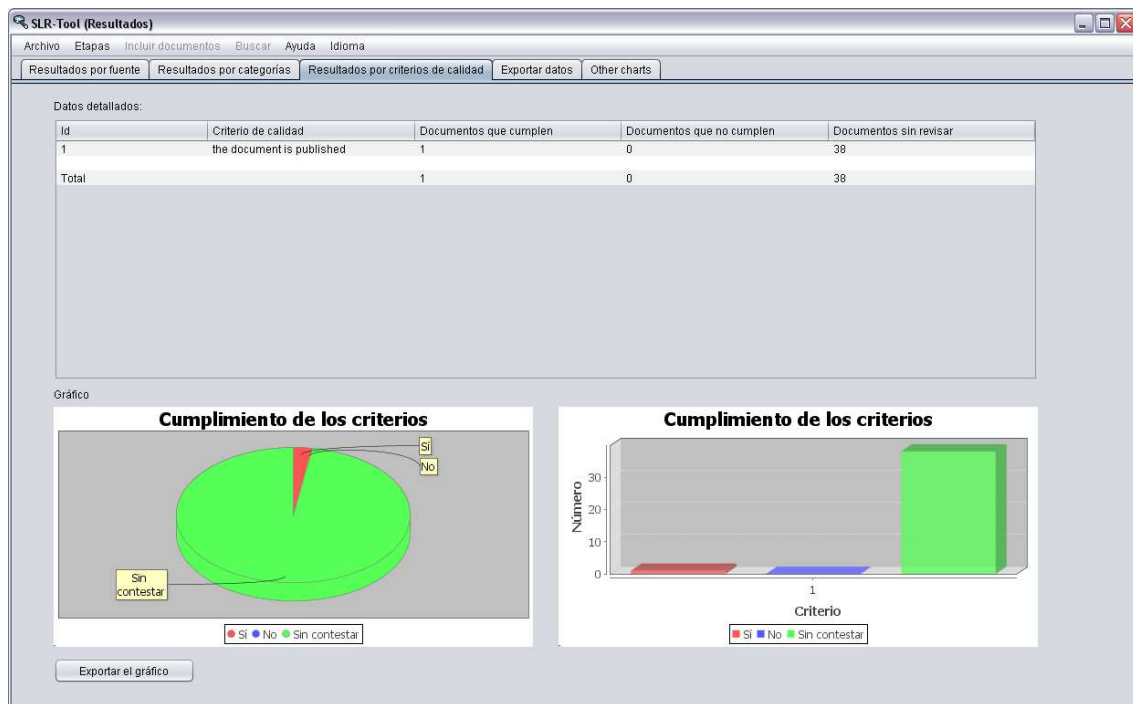 SLR-Tool (Resultados)
Archivo Etapas Incluir documentos Buscar Ayuda Idioma
Resultados por fuente Resultados por categorías Resultados por criterios de calidad Exportar datos Other charts
Datos detallados:
Id Criterio de calidad Documentos que cumplen Documentos que no cumplen Documentos sin revisar
1 the document is published 1 0 38
Total 1 0 38
Gráfico
Cumplimiento de los criterios
Sí
No
Sin
contestar
Sí No Sin contestar
Cumplimiento de los criterios
Número
30
20
10
0
1
Criterio
Sí No Sin contestar
Exportar el gráfico